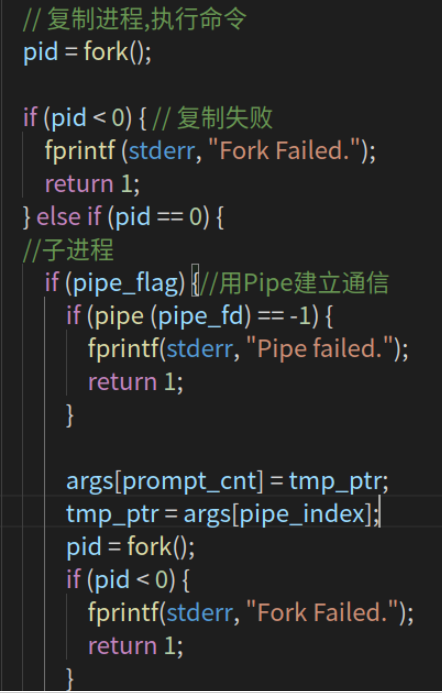 // 复制进程,执行命令
pid = fork();
if (pid < 0) { // 复制失败
fprintf (stderr, "Fork Failed.");
return 1;
} else if (pid == 0) {
//子进程
if (pipe_flag) {//用Pipe建立通信
if (pipe (pipe_fd) == -1) {
fprintf(stderr, "Pipe failed.");
return 1;
}
args[prompt_cnt] = tmp_ptr;
tmp_ptr = args[pipe_index];
pid = fork();
if (pid < 0) {
fprintf(stderr, "Fork Failed.");
return 1;
}